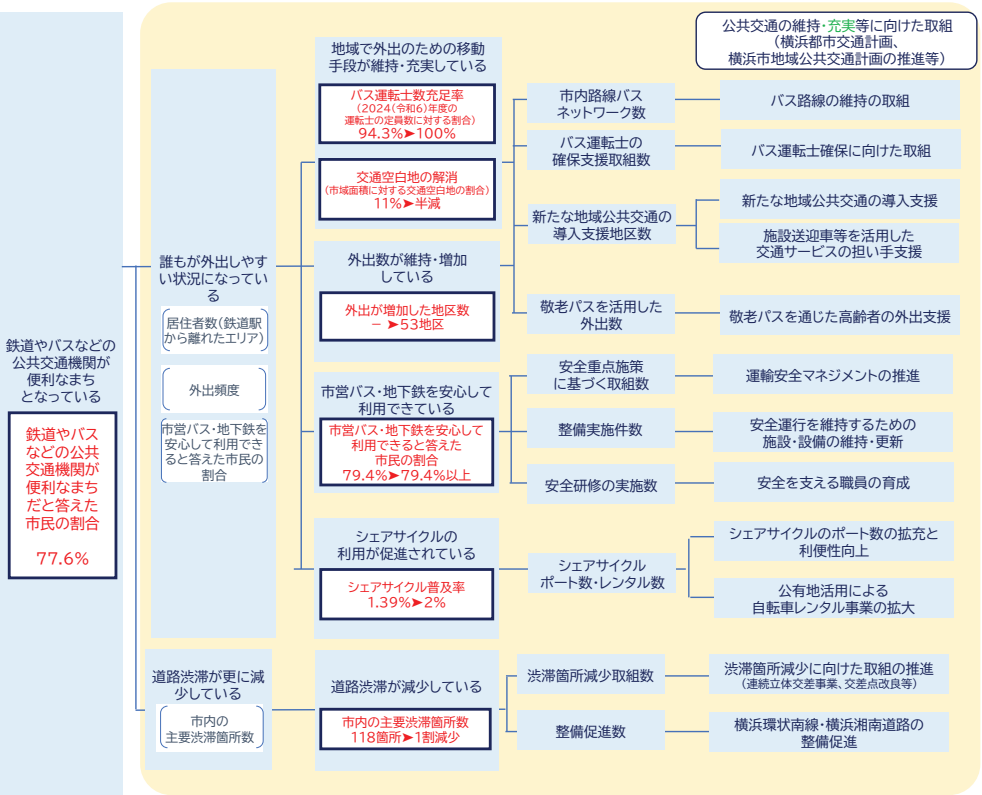 公共交通の維持・充実等に向けた取組
(横浜都市交通計画、
横浜市地域公共交通計画の推進等)
鉄道やバスなどの
公共交通機関が
便利なまち
となっている
鉄道やバス
などの公共
交通機関が
便利なまち
だと答えた
市民の割合
77.6%
誰もが外出しやす
い状況になってい
る
居住者数(鉄道駅
から離れたエリア)
外出頻度
市営バス・地下鉄を
安心して利用でき
ると答えた市民の
割合
道路渋滞が更に減
少している
市内の
主要渋滞箇所数
地域で外出のための移動
手段が維持・充実している
バス運転士数充足率
(2024(令和6)年度の
運転士の定員数に対する割合)
94.3%➤100%
交通空白地の解消
(市域面積に対する交通空白地の割合)
11%➤半減
外出数が維持・増加
している
外出が増加した地区数
− ➤53地区
市営バス・地下鉄を安心して
利用できている
市営バス・地下鉄を安心して
利用できると答えた
市民の割合
79.4%➤79.4%以上
シェアサイクルの
利用が促進されている
シェアサイクル普及率
1.39%➤2%
道路渋滞が減少している
市内の主要渋滞箇所数
118箇所➤1割減少
市内路線バス
ネットワーク数
バス運転士の
確保支援取組数
新たな地域公共交通の
導入支援地区数
敬老パスを活用した
外出数
安全重点施策
に基づく取組数
整備実施件数
安全研修の実施数
シェアサイクル
ポート数・レンタル数
渋滞箇所減少取組数
整備促進数
バス路線の維持の取組
バス運転士確保に向けた取組
新たな地域公共交通の導入支援
施設送迎車等を活用した
交通サービスの担い手支援
敬老パスを通じた高齢者の外出支援
運輸安全マネジメントの推進
安全運行を維持するための
施設・設備の維持・更新
安全を支える職員の育成
シェアサイクルのポート数の拡充と
利便性向上
公有地活用による
自転車レンタル事業の拡大
渋滞箇所減少に向けた取組の推進
(連続立体交差事業、交差点改良等)
横浜環状南線・横浜湘南道路の
整備促進